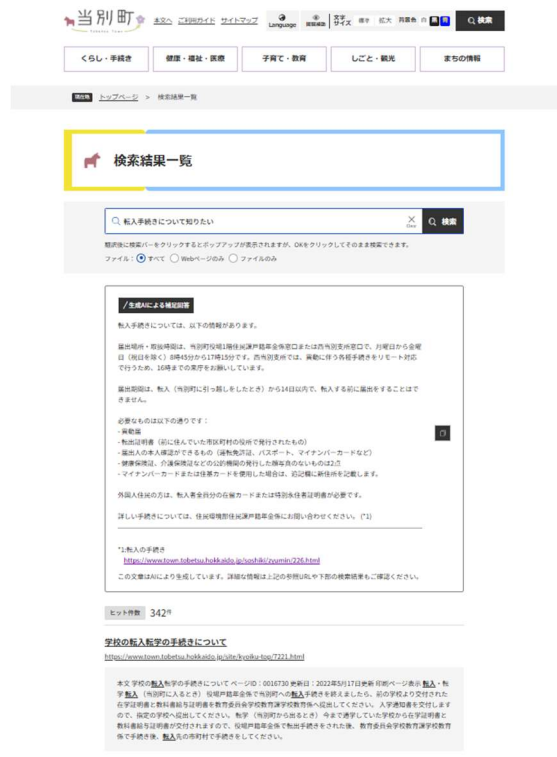 当別町
本文へ ご利用ガイド サイトマップ Language 閲覧補助 文字サイズ 標準 拡大 背景色 白 黒 青 検索
くらし・手続き 健康・福祉・医療 子育て・教育 しごと・観光 まちの情報
現在地 トップページ > 検索結果一覧
検索結果一覧
転入手続きについて知りたい Clear 検索
翻訳後に検索バーをクリックするとポップアップが表示されますが、OKをクリックしてそのまま検索できます。
ファイル: すべて Webページのみ ファイルのみ
/生成AIによる補足回答
転入手続きについては、以下の情報があります。
届出場所・取扱時間は、当別町役場1階住民課戸籍年金係窓口または西当別支所窓口で、月曜日から金曜
日（祝日を除く）8時45分から17時15分です。西当別支所では、異動に伴う各種手続きをリモート対応
で行うため、16時までの来庁をお願いしています。
届出期間は、転入（当別町に引っ越しをしたとき）から14日以内で、転入する前に届出をすることはで
きません。
必要なものは以下の通りです：
- 異動届
- 転出証明書（前に住んでいた市区町村の役所で発行されたもの）
- 届出人の本人確認ができるもの（運転免許証、パスポート、マイナンバーカードなど）
- 健康保険証、介護保険証などの公的機関の発行した顔写真のないものは2点
- マイナンバーカードまたは住基カードを使用した場合は、追記欄に新住所を記載します。
外国人住民の方は、転入者全員分の在留カードまたは特別永住者証明書が必要です。
詳しい手続きについては、住民環境部住民課戸籍年金係にお問い合わせください。 (*1)
*1:転入の手続き
https://www.town.tobetsu.hokkaido.jp/soshiki/zyumin/226.html
この文章はAIにより生成しています。詳細な情報は上記の参照URLや下部の検索結果もご確認ください。
ヒット件数 342件
学校の転入転学の手続きについて
https://www.town.tobetsu.hokkaido.jp/site/kyoiku-top/7221.html
本文 学校の転入転学の手続きについて ページID：0016730 更新日：2022年5月17日更新 印刷ページ表示 転入・転
学 転入 （当別町に入るとき） 役場戸籍年金係で当別町への転入手続きを終えましたら、前の学校より交付された
在学証明書と教科書給与証明書を教育委員会学校教育課学校教育係へ提出してください。 入学通知書を交付します
ので、指定の学校へ提出してください。 転学 （当別町から出るとき） 今まで通学していた学校から在学証明書と
教科書給与証明書が交付されますので、役場戸籍年金係で転出手続きをされた後、教育委員会学校教育課学校教育
係で手続き後、転入先の市町村で手続きをしてください。